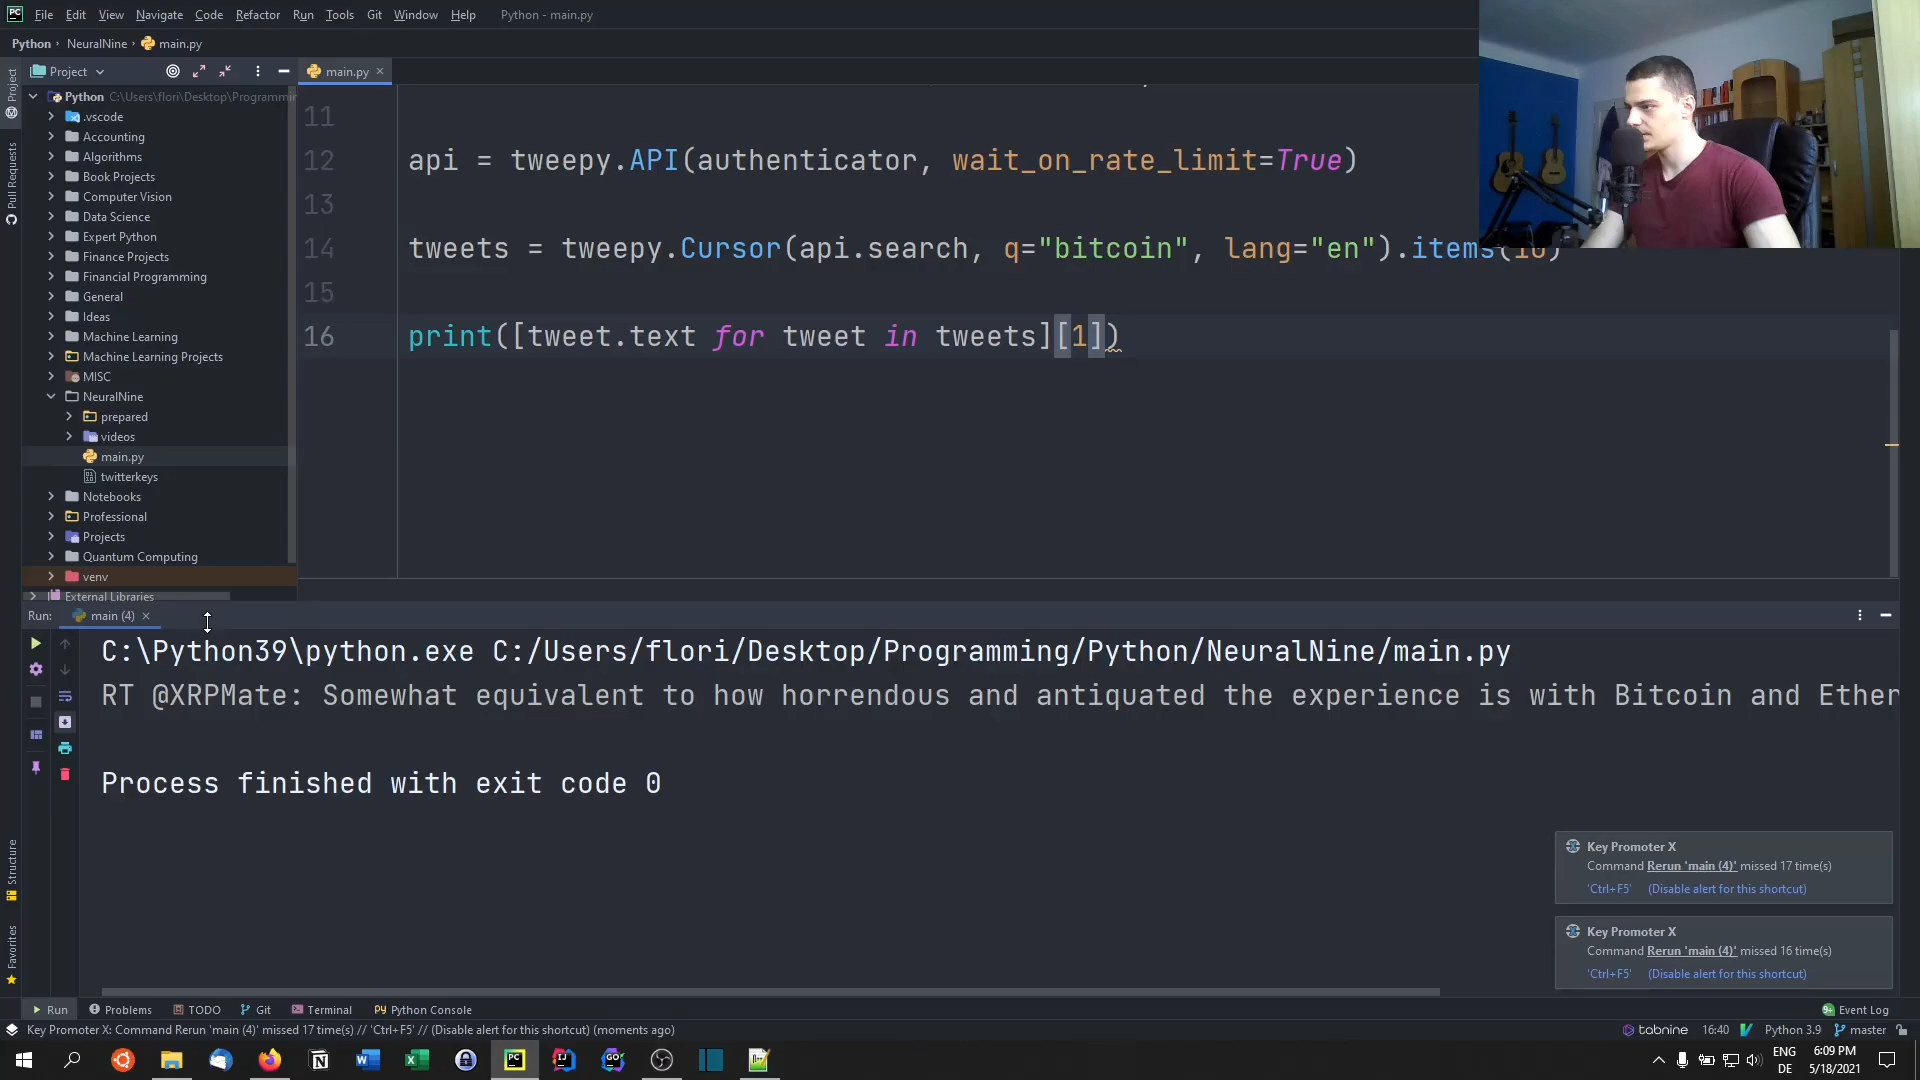 File Edit View Navigate Code Refactor Run Tools Git Window Help Python - main.py
Python NeuralNine main.py
Project
main.py
Python C:\Users\flori\Desktop\Programmin
.vscode
Accounting
Algorithms
Book Projects
Computer Vision
Data Science
Expert Python
Finance Projects
Financial Programming
General
Ideas
Machine Learning
Machine Learning Projects
MISC
NeuralNine
prepared
videos
main.py
twitterkeys
Notebooks
Professional
Projects
Quantum Computing
venv
External Libraries
Project
Pull Requests
Structure
Favorites
11
12 api = tweepy.API(authenticator, wait_on_rate_limit=True)
13
14 tweets = tweepy.Cursor(api.search, q="bitcoin", lang="en").items(10)
15
16 print([tweet.text for tweet in tweets][1])
Run: main (4)
C:\Python39\python.exe C:/Users/flori/Desktop/Programming/Python/NeuralNine/main.py
RT @XRPMate: Somewhat equivalent to how horrendous and antiquated the experience is with Bitcoin and Ether
Process finished with exit code 0
Key Promoter X
Command Rerun 'main (4)' missed 17 time(s)
'Ctrl+F5' (Disable alert for this shortcut)
Key Promoter X
Command Rerun 'main (4)' missed 16 time(s)
'Ctrl+F5' (Disable alert for this shortcut)
Run Problems TODO Git Terminal Python Console Event Log
Key Promoter X: Command Rerun 'main (4)' missed 17 time(s) // 'Ctrl+F5' // (Disable alert for this shortcut) (moments ago)
tabnine 16:40 Python 3.9 master
ENG
DE
6:09 PM
5/18/2021